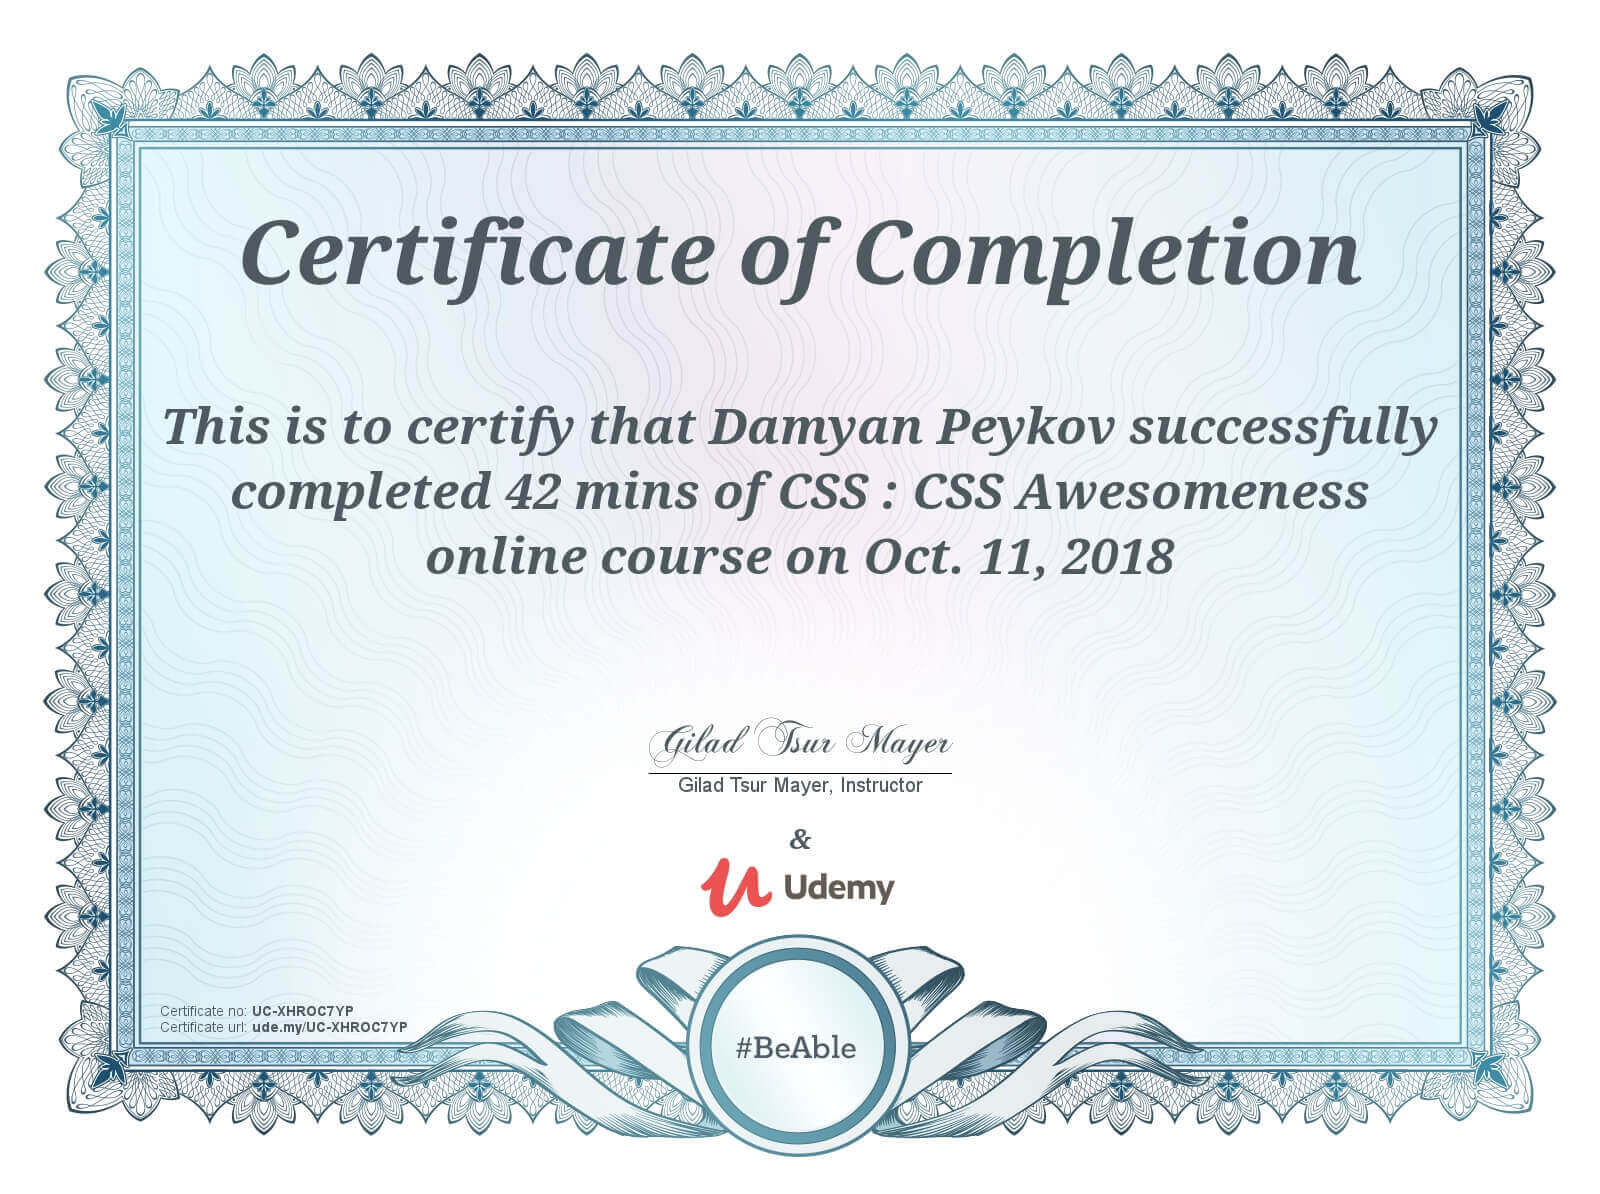 Certificate of Completion
This is to certify that Damyan Peykov successfully
completed 42 mins of CSS : CSS Awesomeness
online course on Oct. 11, 2018
Gilad Tsur Mayer
Gilad Tsur Mayer, Instructor
&
Udemy
Certificate no: UC-XHROC7YP
Certificate url: ude.my/UC-XHROC7YP
#BeAble